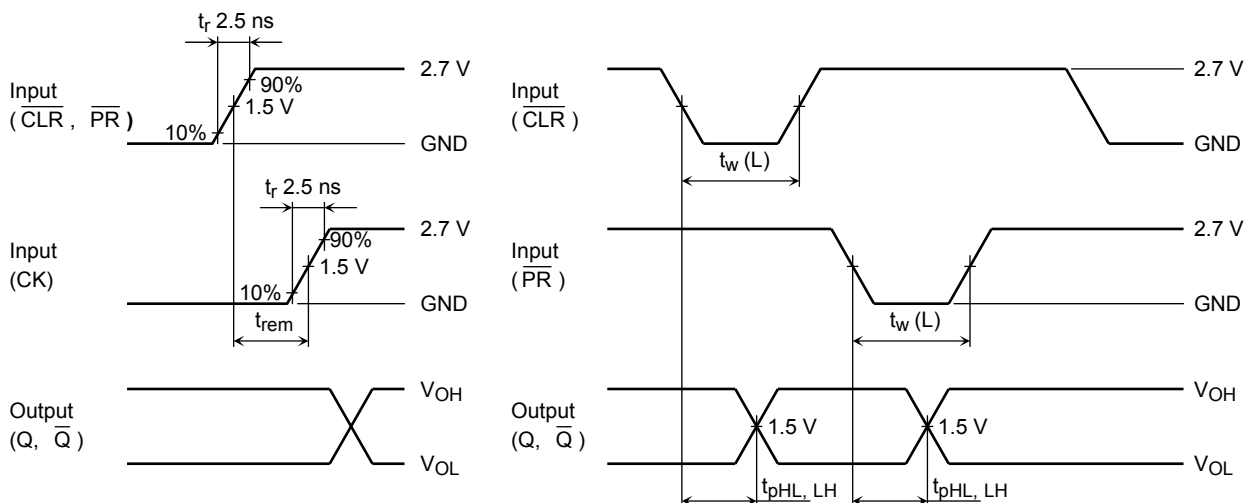 tr 2.5 ns
Input
(CLR, PR)
2.7 V
90%
1.5 V
10%
GND
tr 2.5 ns
Input
(CK)
2.7 V
90%
1.5 V
10%
GND
trem
Output
(Q, Q)
VOH
VOL
Input
(CLR)
2.7 V
GND
tw (L)
Input
(PR)
2.7 V
GND
tw (L)
Output
(Q, Q)
VOH
1.5 V
1.5 V
VOL
tpHL, LH
tpHL, LH